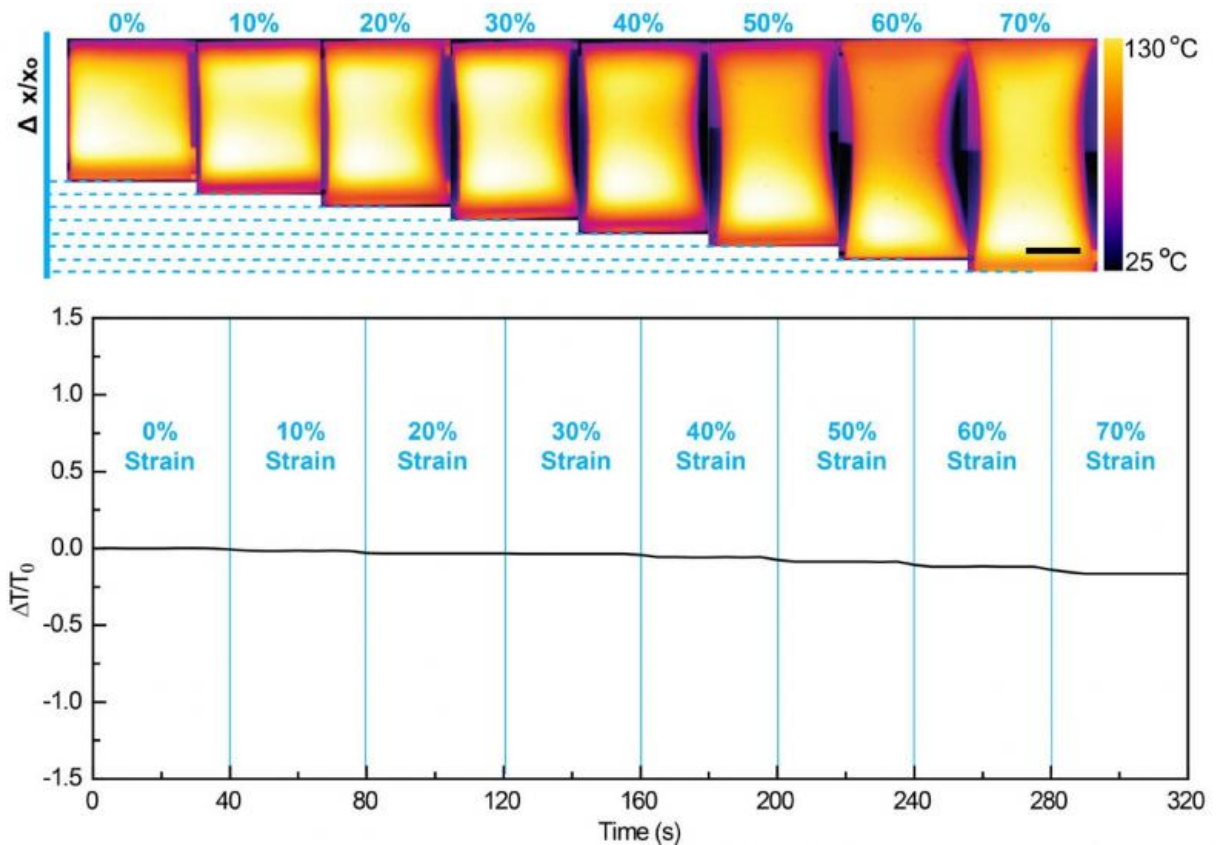 0% 10% 20% 30% 40% 50% 60% 70%
Δ x/x₀
130 °C
25 °C
1.5
1.0
0.5
0.0
-0.5
-1.0
-1.5
ΔT/T₀
0% 10% 20% 30% 40% 50% 60% 70%
Strain Strain Strain Strain Strain Strain Strain Strain
0 40 80 120 160 200 240 280 320
Time (s)